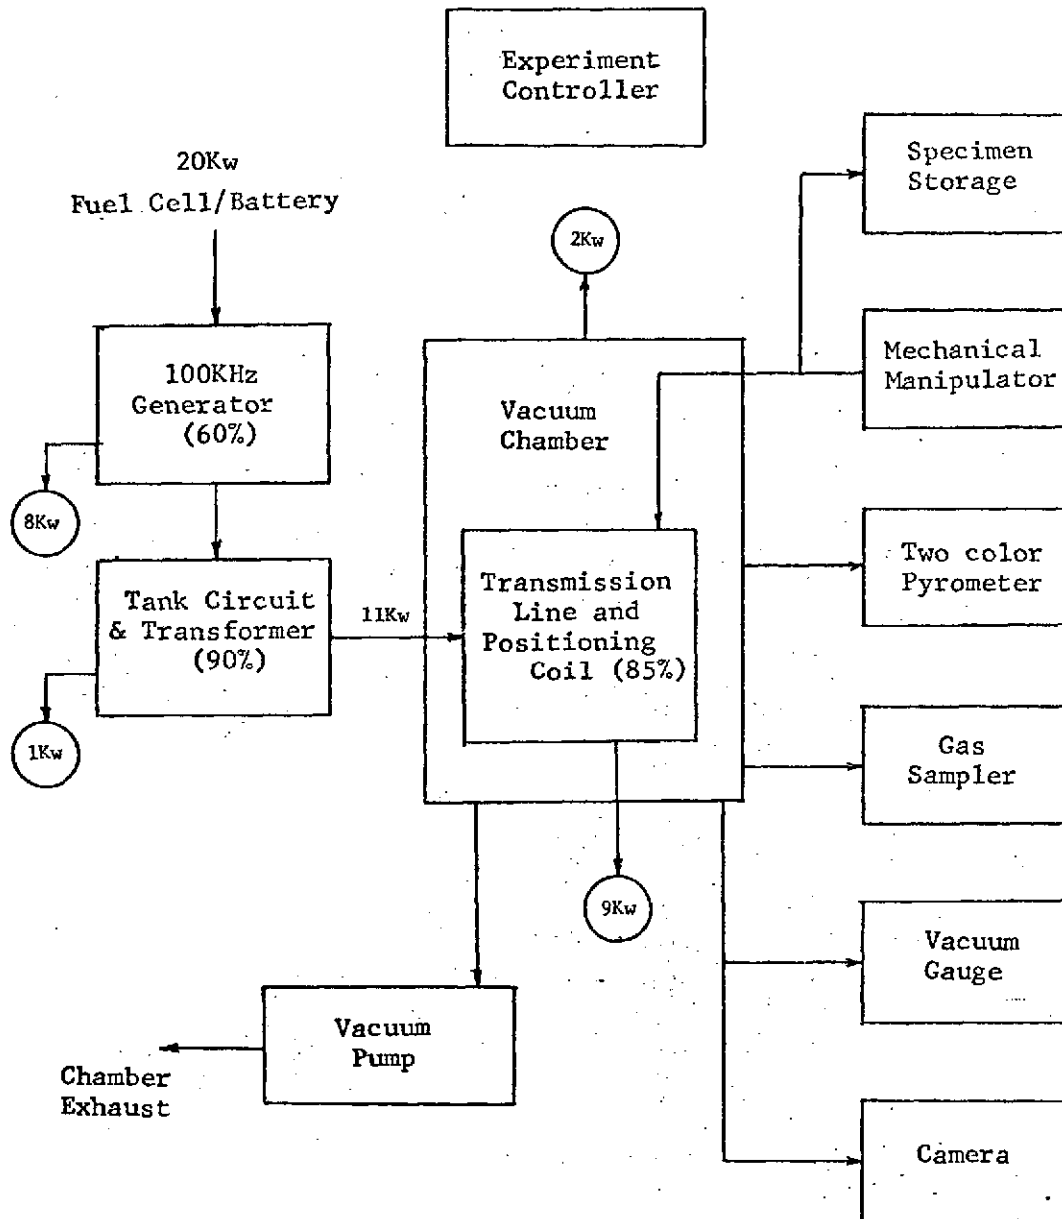 Experiment
Controller
20Kw
Fuel Cell/Battery
Specimen
Storage
2Kw
100KHz
Generator
(60%)
Mechanical
Manipulator
Vacuum
Chamber
8Kw
Tank Circuit
& Transformer
(90%)
11Kw
Transmission
Line and
Positioning
Coil (85%)
Two color
Pyrometer
1Kw
Gas
Sampler
9Kw
Vacuum
Gauge
Vacuum
Pump
Chamber
Exhaust
Camera